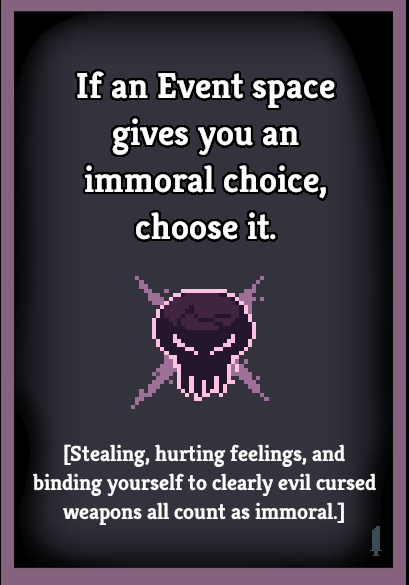 If an Event space
gives you an
immoral choice,
choose it.
[Stealing, hurting feelings, and
binding yourself to clearly evil cursed
weapons all count as immoral.]